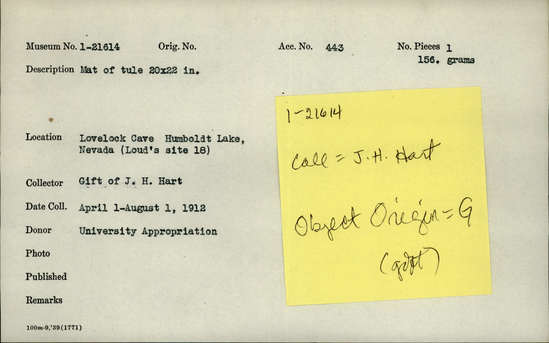 Museum No. 1-21614 Orig. No. Acc. No. 443 No. Pieces 1
156. grams
Description Mat of tule 20x22 in.
1-21614
Location Lovelock Cave Humboldt Lake,
Nevada (Loud's site 18)
Coll = J. H. Hart
Collector Gift of J. H. Hart
Date Coll. April 1-August 1, 1912
Object Origin = G
Donor University Appropriation
(gift)
Photo
Published
Remarks
100m-9,'39(1771)